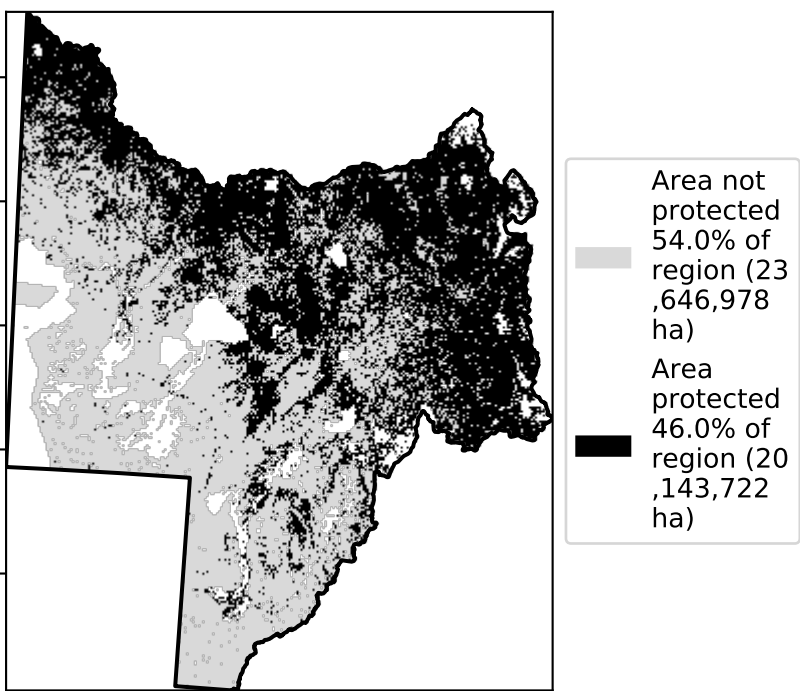 Area not
protected
54.0% of
region (23
,646,978
ha)
Area
protected
46.0% of
region (20
,143,722
ha)